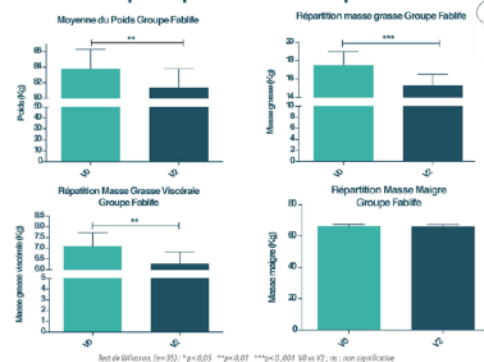 Moyenne du Poids Groupe Fablife
**
Poids (Kg)
86
84
82
80
50
40
30
20
10
0
V0
V2
Répartition masse grasse Groupe Fablife
***
Masse grasse (Kg)
20
18
16
14
10
8
6
4
2
0
V0
V2
Répatition Masse Grasse Viscérale
Groupe Fablife
**
Masse grasse viscérale (Kg)
8.5
8.0
7.5
7.0
6.5
6.0
5
4
3
2
1
0
V0
V2
Répartition Masse Maigre
Groupe Fablife
Masse maigre (Kg)
80
60
40
20
0
V0
V2
Test de Wilcoxon, (n=35) : *p<0,05 **p<0,01 ***p<0,001 V0 vs V2 ; ns : non significative